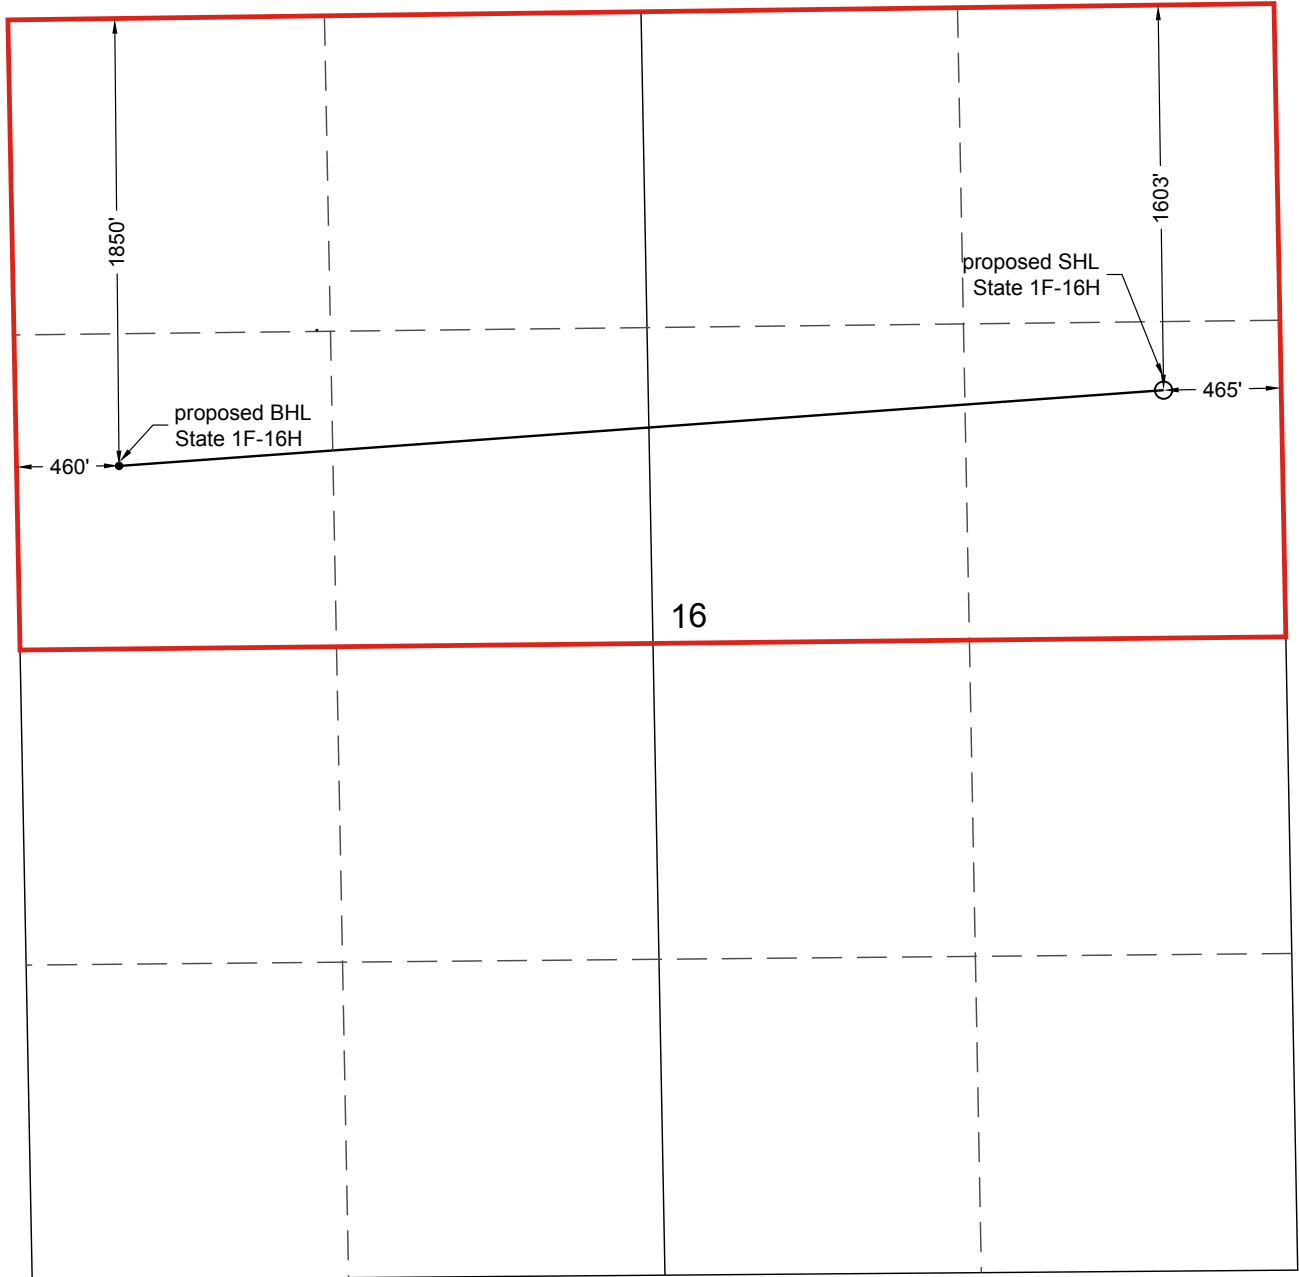 1850'
1603'
proposed SHL
State 1F-16H
465'
proposed BHL
State 1F-16H
460'
16